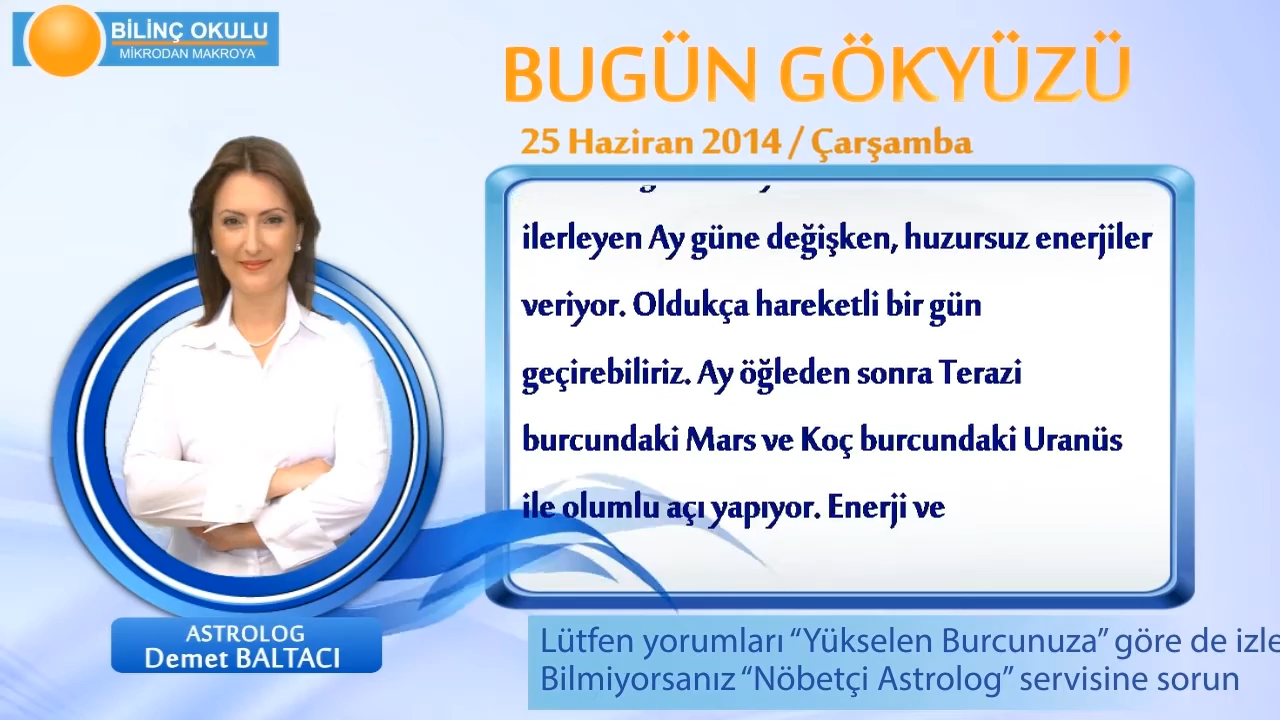 BİLİNÇ OKULU
MİKRODAN MAKROYA
BUGÜN GÖKYÜZÜ
25 Haziran 2014 / Çarşamba
ilerleyen Ay güne değişken, huzursuz enerjiler
veriyor. Oldukça hareketli bir gün
geçirebiliriz. Ay öğleden sonra Terazi
burcundaki Mars ve Koç burcundaki Uranüs
ile olumlu açı yapıyor. Enerji ve
ASTROLOG
Demet BALTACI
Lütfen yorumları “Yükselen Burcunuza” göre de izle
Bilmiyorsanız “Nöbetçi Astrolog” servisine sorun